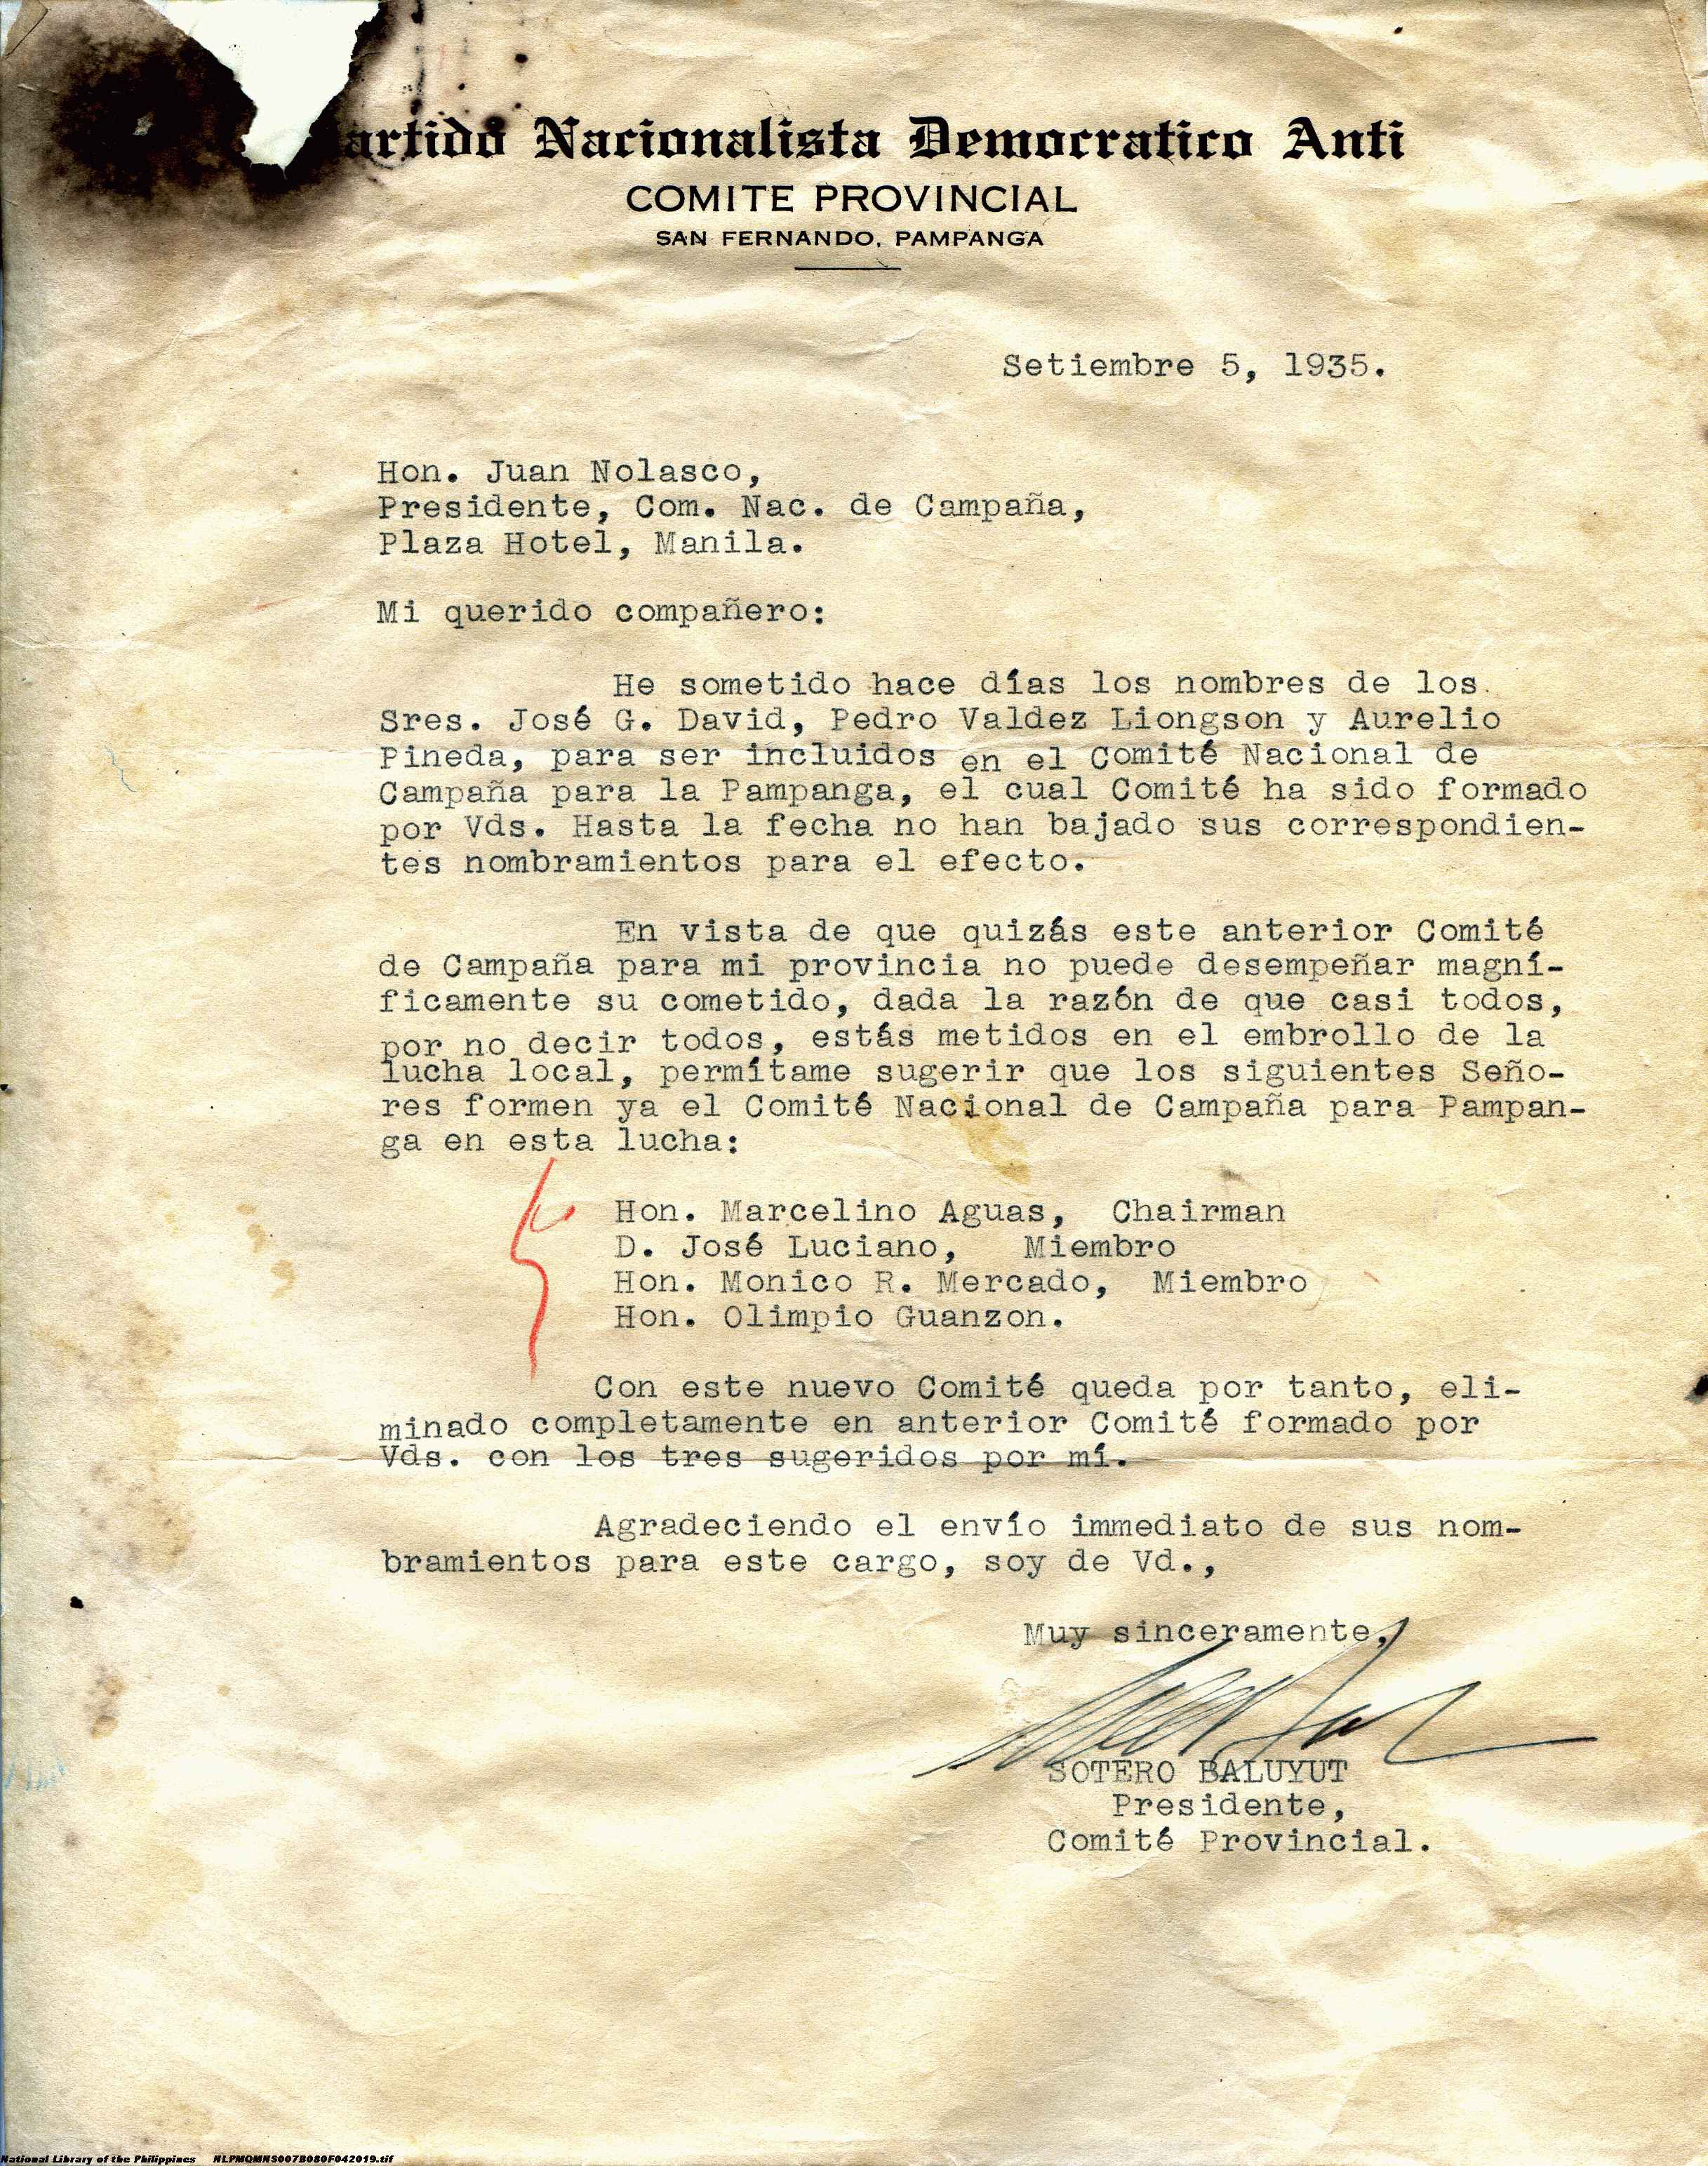 artido Nacionalista Democratico Anti
COMITE PROVINCIAL
SAN FERNANDO, PAMPANGA
Setiembre 5, 1935.
Hon. Juan Nolasco,
Presidente, Com. Nac. de Campaña,
Plaza Hotel, Manila.
Mi querido compañero:
He sometido hace días los nombres de los
Sres. José G. David, Pedro Valdez Liongson y Aurelio
Pineda, para ser incluidos en el Comité Nacional de
Campaña para la Pampanga, el cual Comité ha sido formado
por Vds. Hasta la fecha no han bajado sus correspondien-
tes nombramientos para el efecto.
En vista de que quizás este anterior Comité
de Campaña para mi provincia no puede desempeñar magní-
ficamente su cometido, dada la razón de que casi todos,
por no decir todos, estás metidos en el embrollo de la
lucha local, permítame sugerir que los siguientes Seño-
res formen ya el Comité Nacional de Campaña para Pampan-
ga en esta lucha:
Hon. Marcelino Aguas, Chairman
D. José Luciano, Miembro
Hon. Monico R. Mercado, Miembro
Hon. Olimpio Guanzon.
Con este nuevo Comité queda por tanto, eli-
minado completamente en anterior Comité formado por
Vds. con los tres sugeridos por mí.
Agradeciendo el envío immediato de sus nom-
bramientos para este cargo, soy de Vd.,
Muy sinceramente,
SOTERO BALUYUT
Presidente,
Comité Provincial.
National Library of the Philippines NLPMQMNS007B080F042019.tif